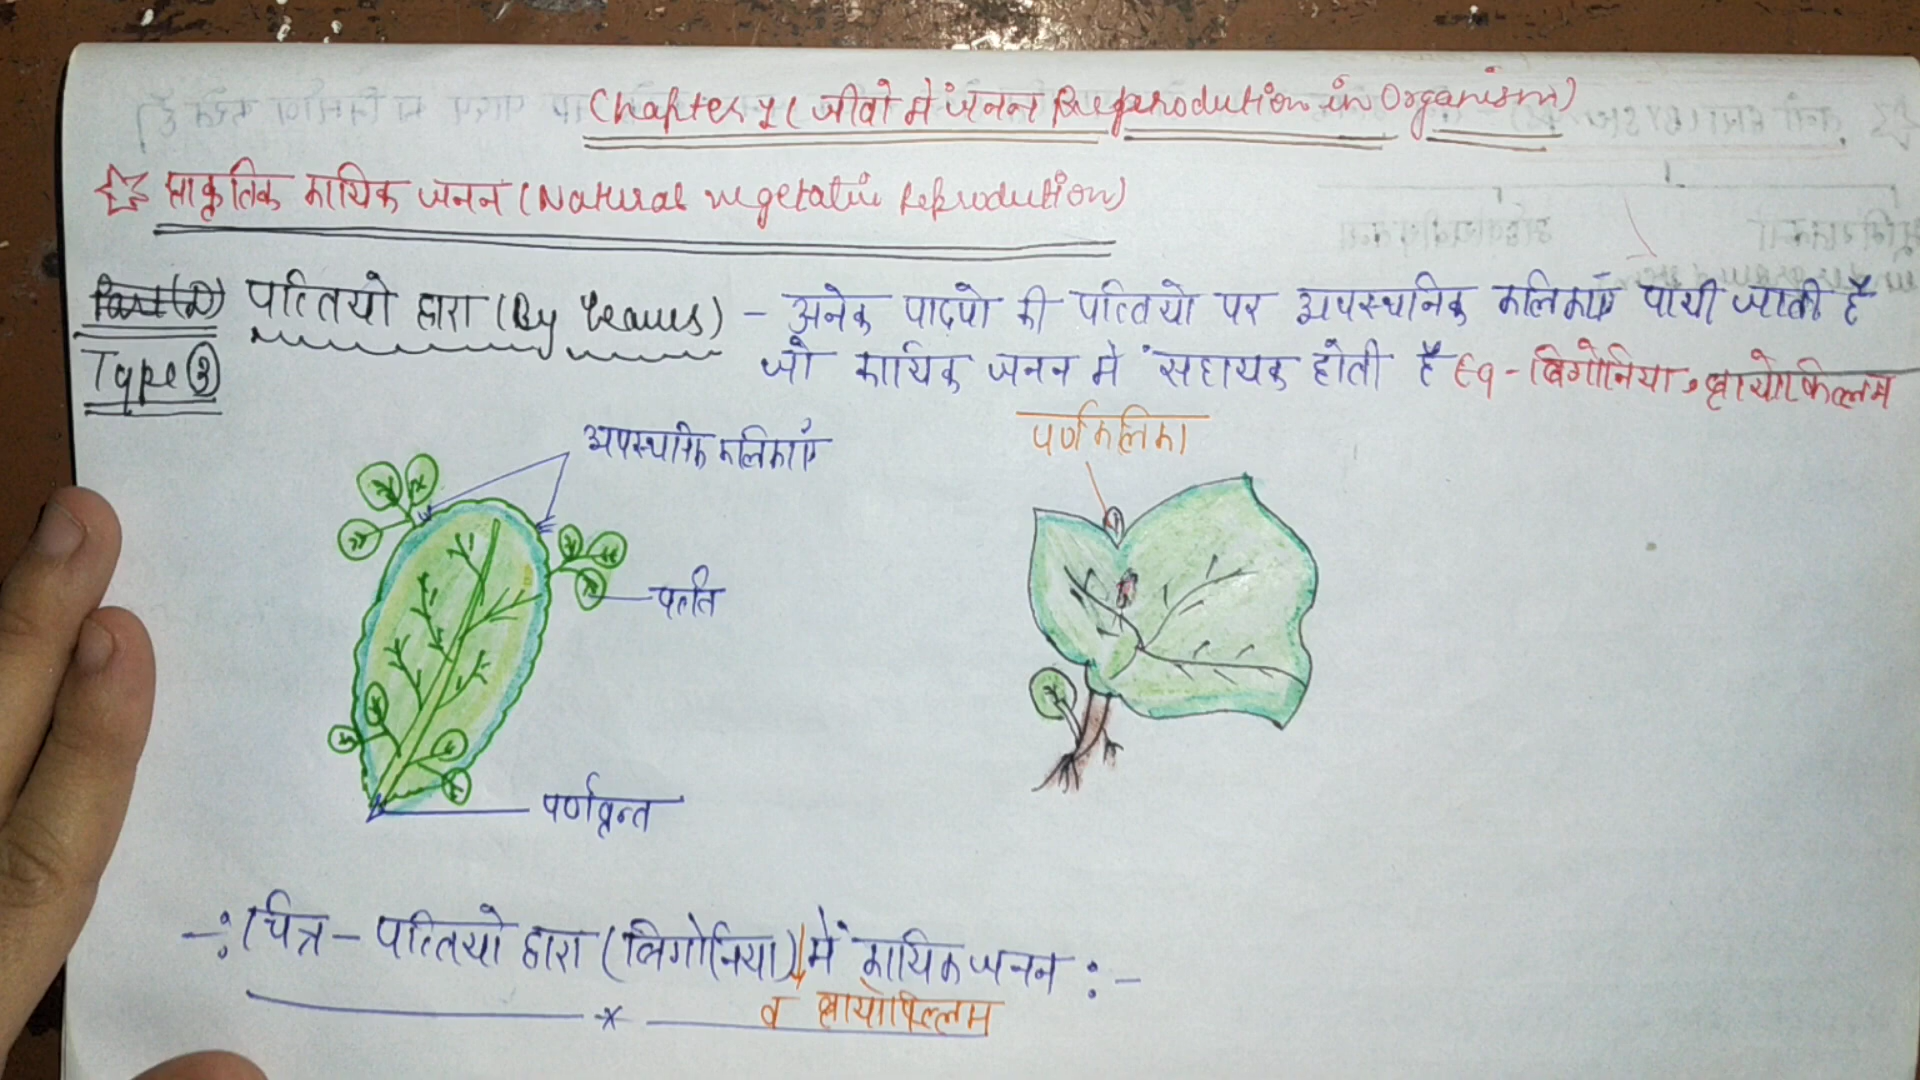 Chapter 1 ( जीवो मे जनन Reproduction in Organism)
प्राकृतिक कायिक जनन (Natural vegetative Reproduction)
पत्तियो द्वारा (By Leaves) - अनेक पादपो की पत्तियो पर अपस्थानिक कलिकाएं पायी जाती है
Type ③ जो कायिक जनन मे सहायक होती है Eg - बिगोनिया, ब्रायोफिल्लम
अपस्थानिक कलिकाएं
पर्णकलिका
पत्ति
पर्णवृन्त
-: चित्र - पत्तियो द्वारा (बिगोनिया) में कायिक जनन :-
व ब्रायोफिल्लम